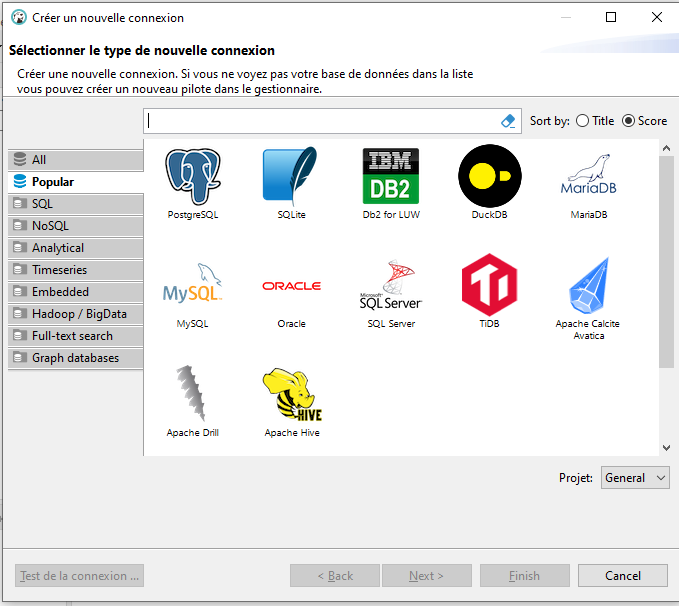 Créer un nouvelle connexion
Sélectionner le type de nouvelle connexion
Créer une nouvelle connexion. Si vous ne voyez pas votre base de données dans la liste
vous pouvez créer un nouveau pilote dans le gestionnaire.
Sort by: Title Score
All
Popular
SQL
NoSQL
Analytical
Timeseries
Embedded
Hadoop / BigData
Full-text search
Graph databases
IBM
DB2
PostgreSQL SQLite Db2 for LUW DuckDB MariaDB
MariaDB
MySQL
ORACLE
Microsoft
SQL Server
MySQL Oracle SQL Server TiDB Apache Calcite
Avatica
HIVE
Apache Drill Apache Hive
Projet: General
Test de la connexion ... < Back Next > Finish Cancel